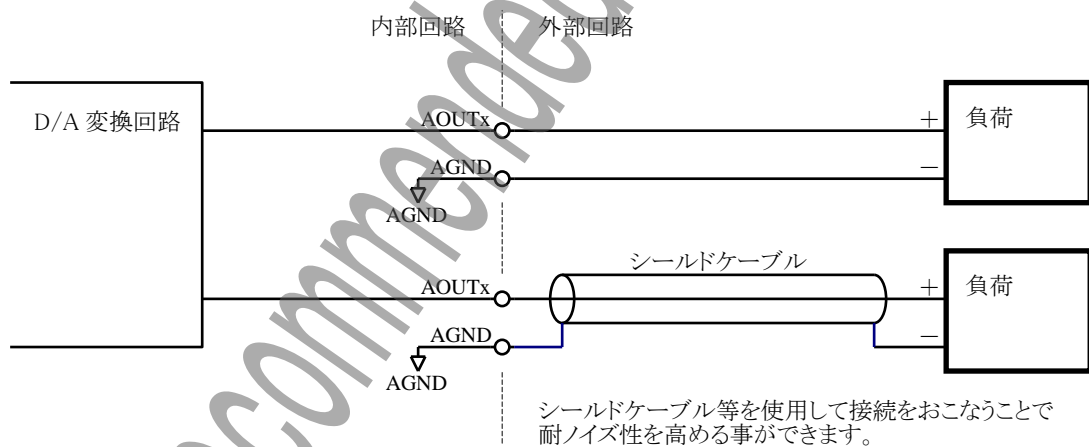 内部回路 外部回路
D/A 変換回路
AOUTx
+ 負荷
AGND
−
AGND
シールドケーブル
AOUTx
+ 負荷
AGND
−
AGND
シールドケーブル等を使用して接続をおこなうことで
耐ノイズ性を高める事ができます。
ecommended